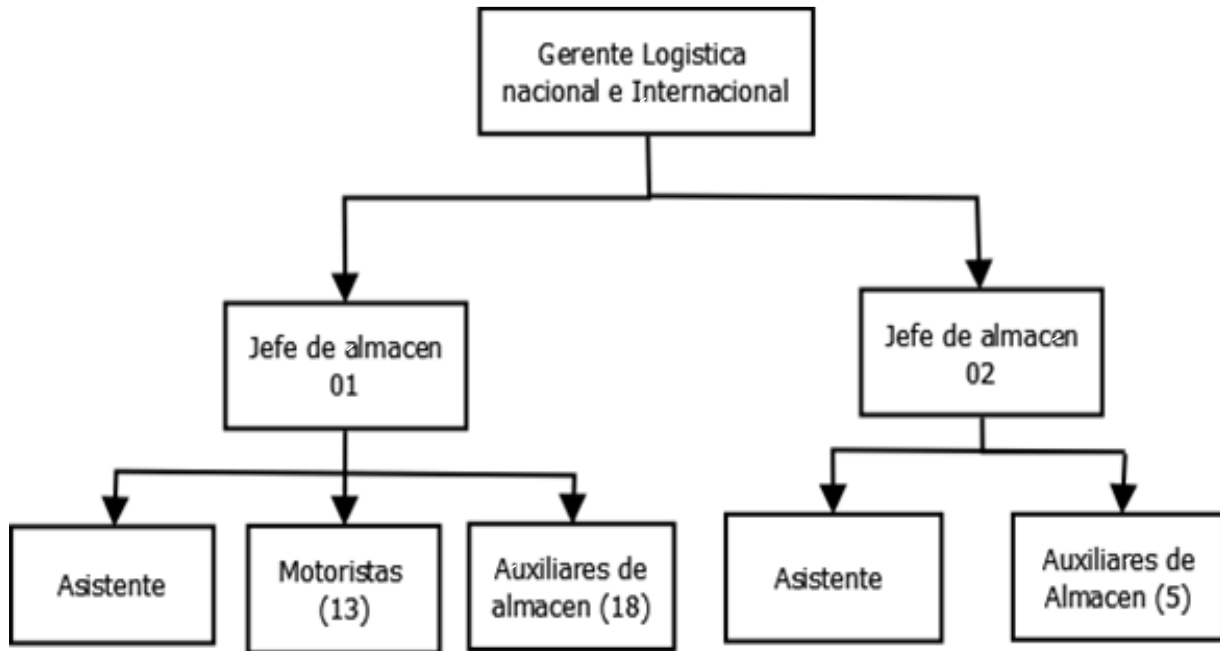 Gerente Logistica
nacional e Internacional
Jefe de almacen
01
Jefe de almacen
02
Asistente
Motoristas
(13)
Auxiliares de
almacen (18)
Asistente
Auxiliares de
Almacen (5)